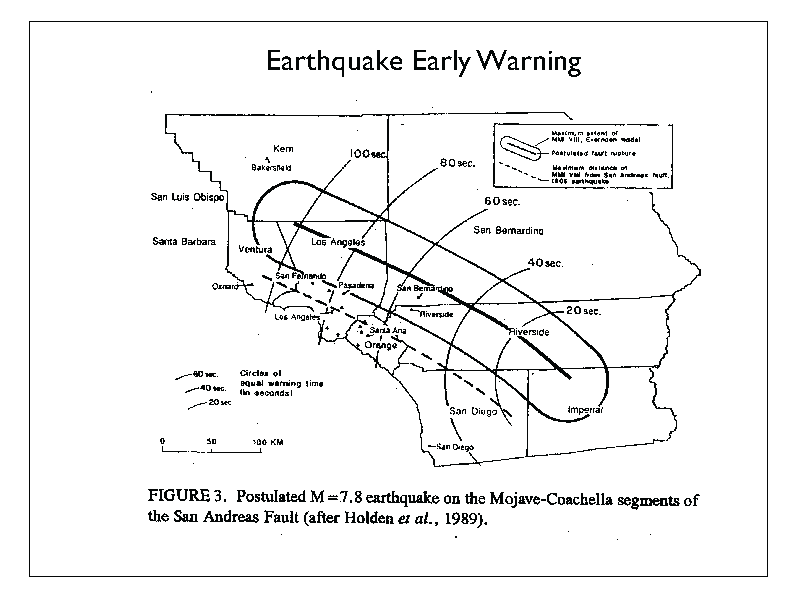 Earthquake Early Warning
Maximum extent of
MMI VIII, Evernden model
Postulated fault rupture
Maximum distance of
MMI VIII from San Andreas fault,
1906 earthquake
Kern
Bakersfield
100 sec.
80 sec.
60 sec.
San Luis Obispo
San Bernardino
Santa Barbara
Ventura
Los Angeles
40 sec.
San Fernando
Oxnard
Pasadena
San Bernardino
Riverside
20 sec.
Los Angeles
Santa Ana
Riverside
Orange
60 sec.
40 sec.
20 sec
Circles of
equal warning time
(in seconds)
San Diego
Imperial
San Diego
0 50 100 KM
FIGURE 3. Postulated M=7.8 earthquake on the Mojave-Coachella segments of
the San Andreas Fault (after Holden et al., 1989).